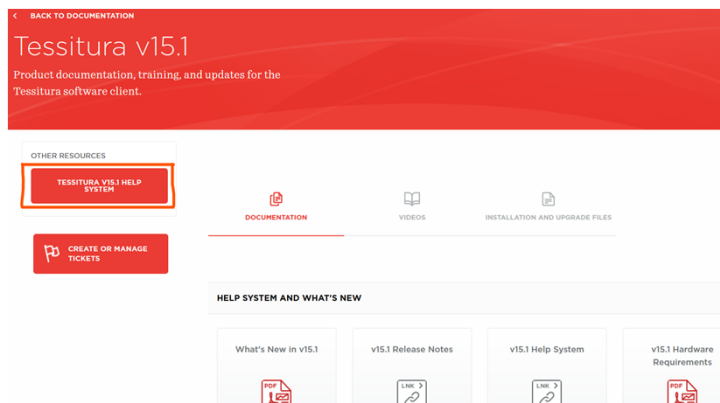 BACK TO DOCUMENTATION
Tessitura v15.1
Product documentation, training, and updates for the
Tessitura software client.
OTHER RESOURCES
TESSITURA V15.1 HELP
SYSTEM
CREATE OR MANAGE
TICKETS
DOCUMENTATION
VIDEOS
INSTALLATION AND UPGRADE FILES
HELP SYSTEM AND WHAT'S NEW
What's New in v15.1
PDF
v15.1 Release Notes
LNK
v15.1 Help System
LNK
v15.1 Hardware
Requirements
PDF